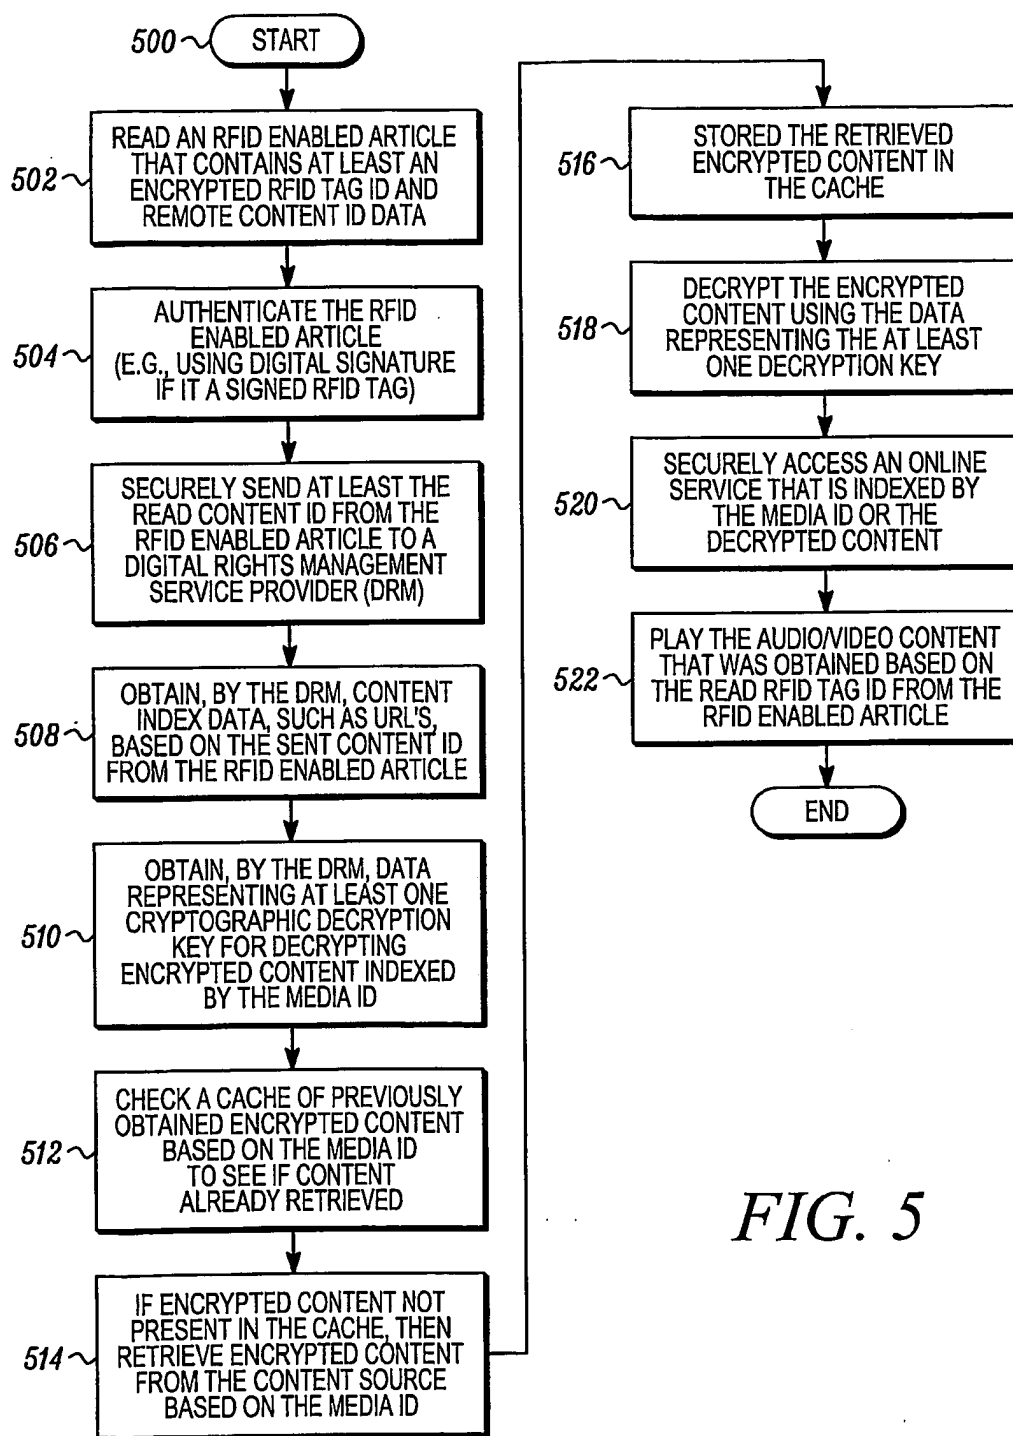 500
START
502
READ AN RFID ENABLED ARTICLE
THAT CONTAINS AT LEAST AN
ENCRYPTED RFID TAG ID AND
REMOTE CONTENT ID DATA
504
AUTHENTICATE THE RFID
ENABLED ARTICLE
(E.G., USING DIGITAL SIGNATURE
IF IT A SIGNED RFID TAG)
506
SECURELY SEND AT LEAST THE
READ CONTENT ID FROM THE
RFID ENABLED ARTICLE TO A
DIGITAL RIGHTS MANAGEMENT
SERVICE PROVIDER (DRM)
508
OBTAIN, BY THE DRM, CONTENT
INDEX DATA, SUCH AS URL'S,
BASED ON THE SENT CONTENT ID
FROM THE RFID ENABLED ARTICLE
510
OBTAIN, BY THE DRM, DATA
REPRESENTING AT LEAST ONE
CRYPTOGRAPHIC DECRYPTION
KEY FOR DECRYPTING
ENCRYPTED CONTENT INDEXED
BY THE MEDIA ID
512
CHECK A CACHE OF PREVIOUSLY
OBTAINED ENCRYPTED CONTENT
BASED ON THE MEDIA ID
TO SEE IF CONTENT
ALREADY RETRIEVED
514
IF ENCRYPTED CONTENT NOT
PRESENT IN THE CACHE, THEN
RETRIEVE ENCRYPTED CONTENT
FROM THE CONTENT SOURCE
BASED ON THE MEDIA ID
516
STORED THE RETRIEVED
ENCRYPTED CONTENT IN
THE CACHE
518
DECRYPT THE ENCRYPTED
CONTENT USING THE DATA
REPRESENTING THE AT LEAST
ONE DECRYPTION KEY
520
SECURELY ACCESS AN ONLINE
SERVICE THAT IS INDEXED BY
THE MEDIA ID OR THE
DECRYPTED CONTENT
522
PLAY THE AUDIO/VIDEO CONTENT
THAT WAS OBTAINED BASED ON
THE READ RFID TAG ID FROM THE
RFID ENABLED ARTICLE
END
FIG. 5